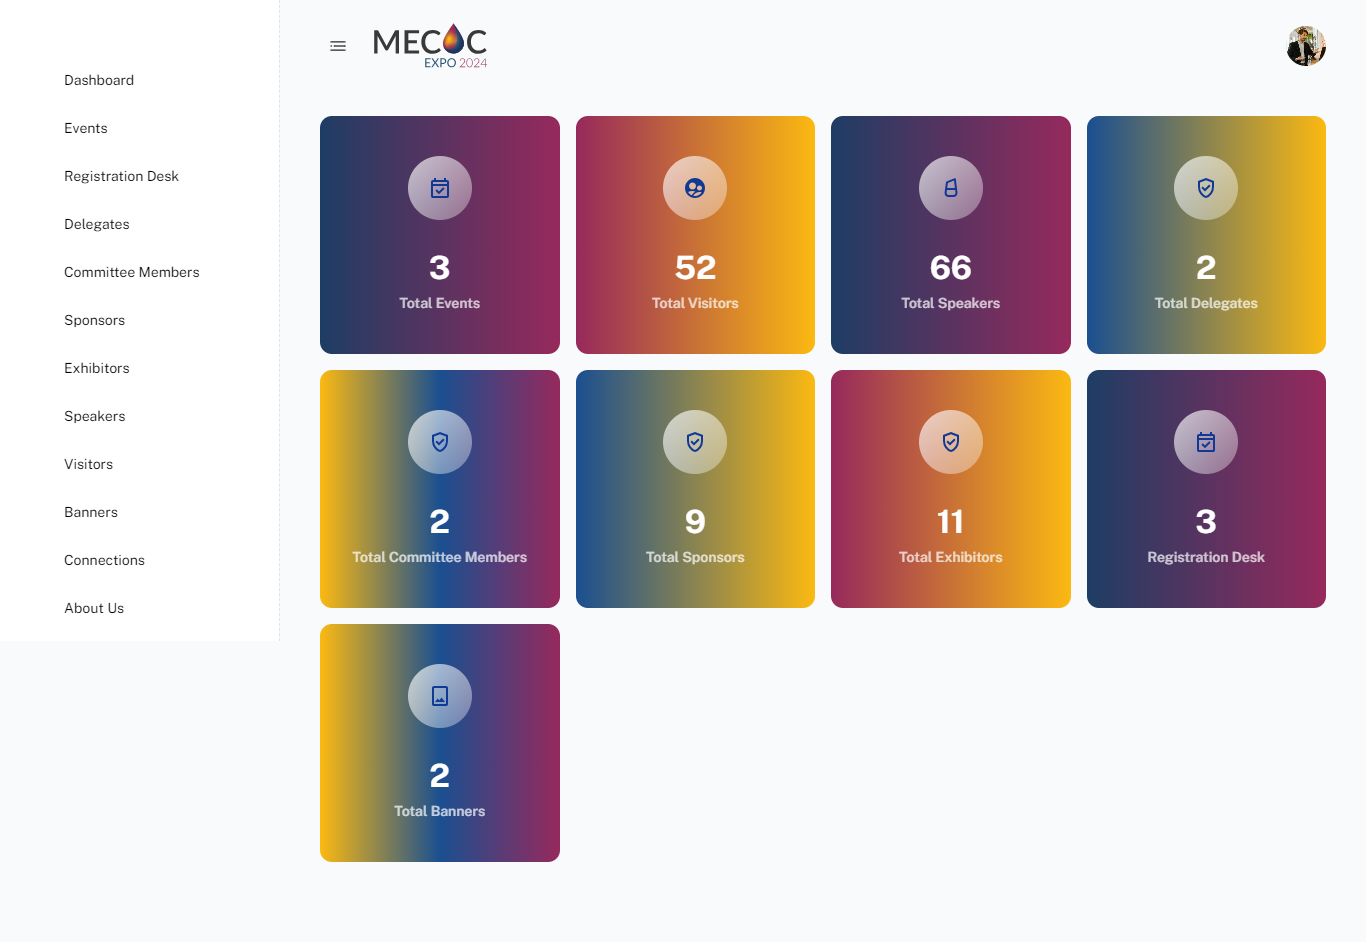 Dashboard
Events
Registration Desk
Delegates
Committee Members
Sponsors
Exhibitors
Speakers
Visitors
Banners
Connections
About Us
MECOC
EXPO 2024
3
Total Events
52
Total Visitors
66
Total Speakers
2
Total Delegates
2
Total Committee Members
9
Total Sponsors
11
Total Exhibitors
3
Registration Desk
2
Total Banners